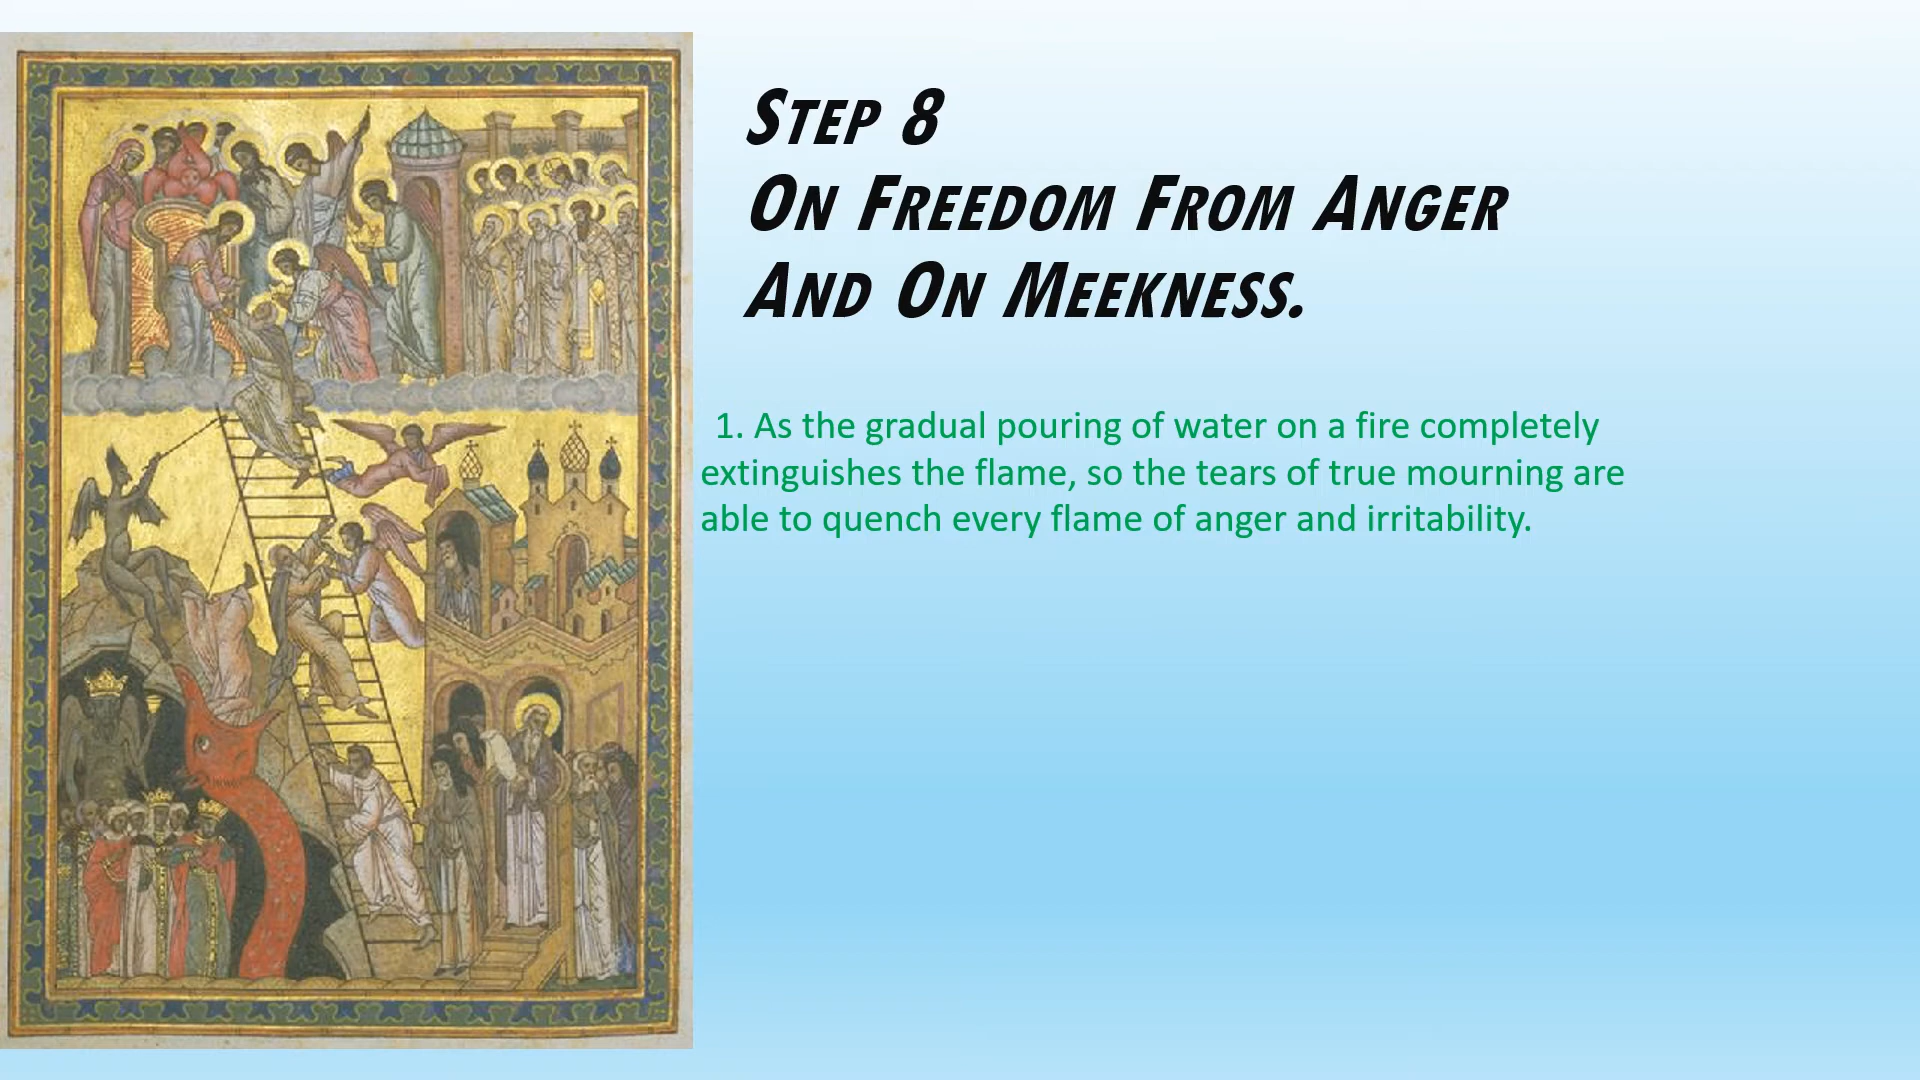 Step 8
On Freedom From Anger
And On Meekness.
1. As the gradual pouring of water on a fire completely
extinguishes the flame, so the tears of true mourning are
able to quench every flame of anger and irritability.